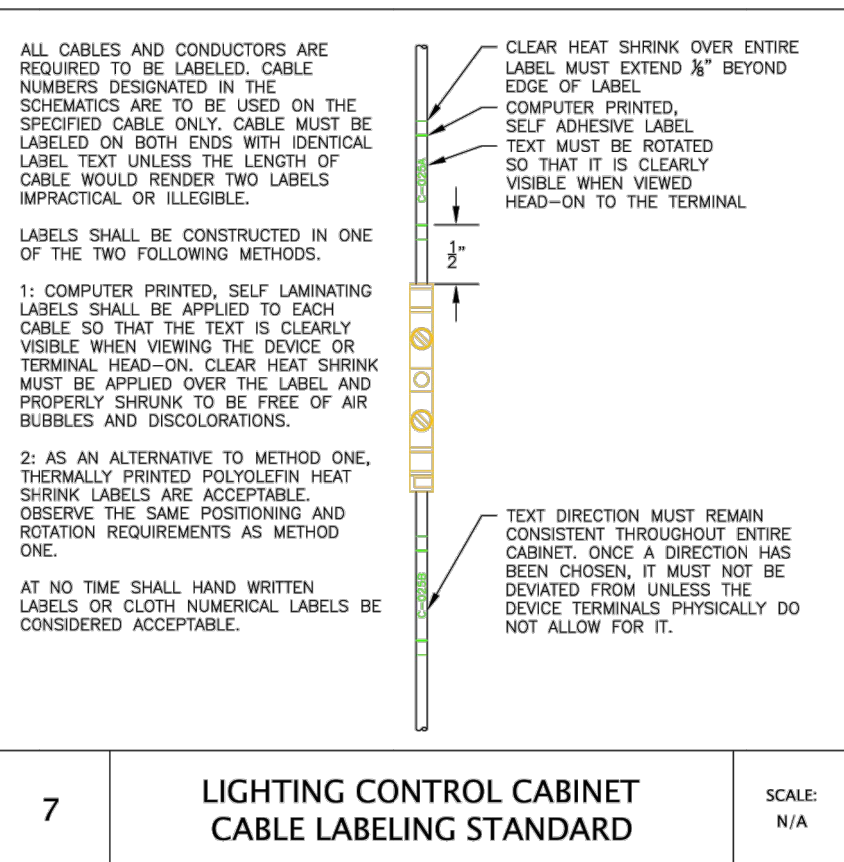 ALL CABLES AND CONDUCTORS ARE
REQUIRED TO BE LABELED. CABLE
NUMBERS DESIGNATED IN THE
SCHEMATICS ARE TO BE USED ON THE
SPECIFIED CABLE ONLY. CABLE MUST BE
LABELED ON BOTH ENDS WITH IDENTICAL
LABEL TEXT UNLESS THE LENGTH OF
CABLE WOULD RENDER TWO LABELS
IMPRACTICAL OR ILLEGIBLE.
LABELS SHALL BE CONSTRUCTED IN ONE
OF THE TWO FOLLOWING METHODS.
1: COMPUTER PRINTED, SELF LAMINATING
LABELS SHALL BE APPLIED TO EACH
CABLE SO THAT THE TEXT IS CLEARLY
VISIBLE WHEN VIEWING THE DEVICE OR
TERMINAL HEAD-ON. CLEAR HEAT SHRINK
MUST BE APPLIED OVER THE LABEL AND
PROPERLY SHRUNK TO BE FREE OF AIR
BUBBLES AND DISCOLORATIONS.
2: AS AN ALTERNATIVE TO METHOD ONE,
THERMALLY PRINTED POLYOLEFIN HEAT
SHRINK LABELS ARE ACCEPTABLE.
OBSERVE THE SAME POSITIONING AND
ROTATION REQUIREMENTS AS METHOD
ONE.
AT NO TIME SHALL HAND WRITTEN
LABELS OR CLOTH NUMERICAL LABELS BE
CONSIDERED ACCEPTABLE.
CLEAR HEAT SHRINK OVER ENTIRE
LABEL MUST EXTEND ⅛" BEYOND
EDGE OF LABEL
COMPUTER PRINTED,
SELF ADHESIVE LABEL
TEXT MUST BE ROTATED
SO THAT IT IS CLEARLY
VISIBLE WHEN VIEWED
HEAD-ON TO THE TERMINAL
C-025A
½"
C-025B
TEXT DIRECTION MUST REMAIN
CONSISTENT THROUGHOUT ENTIRE
CABINET. ONCE A DIRECTION HAS
BEEN CHOSEN, IT MUST NOT BE
DEVIATED FROM UNLESS THE
DEVICE TERMINALS PHYSICALLY DO
NOT ALLOW FOR IT.
7
LIGHTING CONTROL CABINET
CABLE LABELING STANDARD
SCALE:
N/A